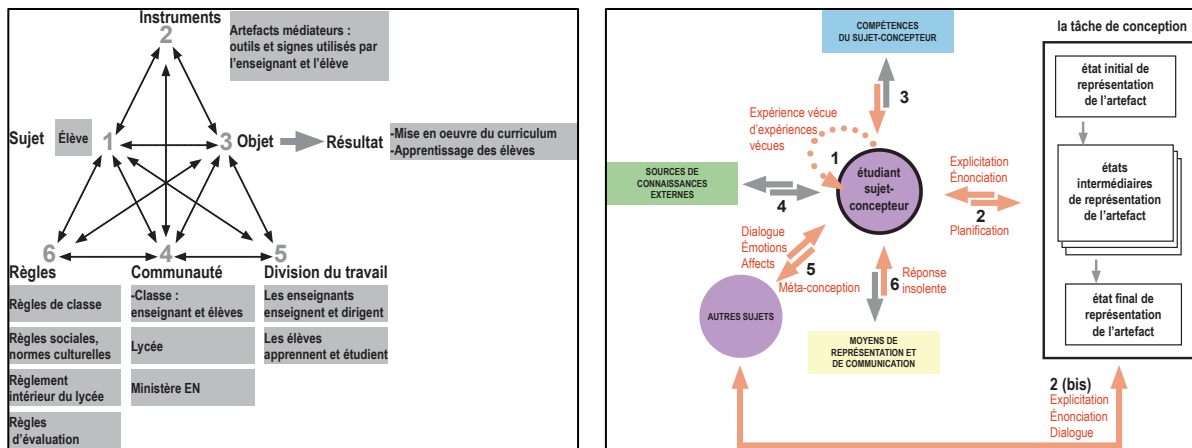 Instruments
2
Artefacts médiateurs :
outils et signes utilisés par
l'enseignant et l'élève
Sujet
Élève
1
3
Objet
Résultat
-Mise en oeuvre du curriculum
-Apprentissage des élèves
6
4
5
Règles
Communauté
Division du travail
Règles de classe
-Classe :
enseignant et élèves
Les enseignants
enseignent et dirigent
Règles sociales,
normes culturelles
Lycée
Les élèves
apprennent et étudient
Règlement
intérieur du lycée
Ministère EN
Règles
d'évaluation
COMPÉTENCES
DU SUJET-CONCEPTEUR
la tâche de conception
état initial de
représentation
de l'artefact
3
Expérience vécue
d'expériences
vécues
1
étudiant
sujet-
concepteur
SOURCES DE
CONNAISSANCES
EXTERNES
4
Explicitation
Énonciation
2
Planification
états
intermédiaires
de représentation
de l'artefact
Dialogue
Émotions
Affects
5
Méta-conception
6
Réponse
insolente
AUTRES SUJETS
MOYENS DE
REPRÉSENTATION ET
DE COMMUNICATION
état final de
représentation
de l'artefact
2 (bis)
Explicitation
Énonciation
Dialogue